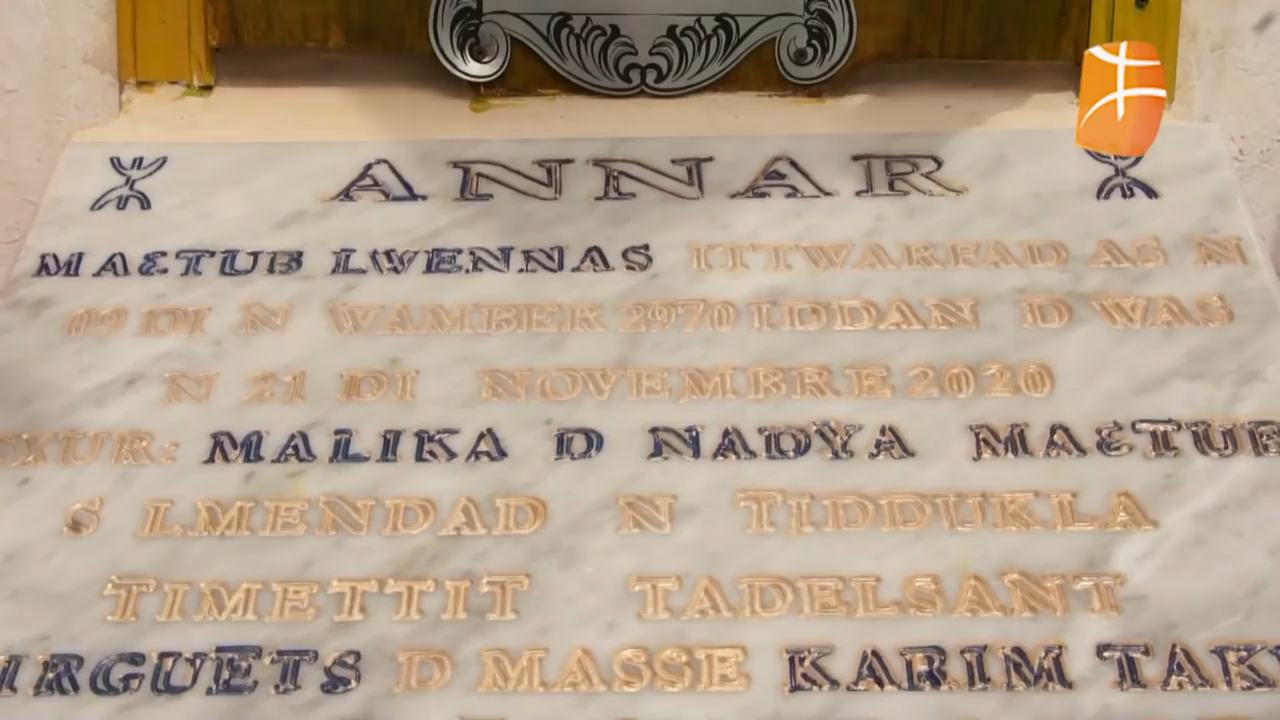 ⵣ ANNAR ⵣ
MAƐTUB LWENNAS ITTWAKFAD AS N
09 DI N WAMBER 2970 IDDAN D WAS
N 21 DI NOVEMBRE 2020
MALIKA D NADYA MAƐTUB
S LMENDAD N TIDDUKLA
TIMETTIT TADELSANT
IRGUETS D MASSE KARIM TAK